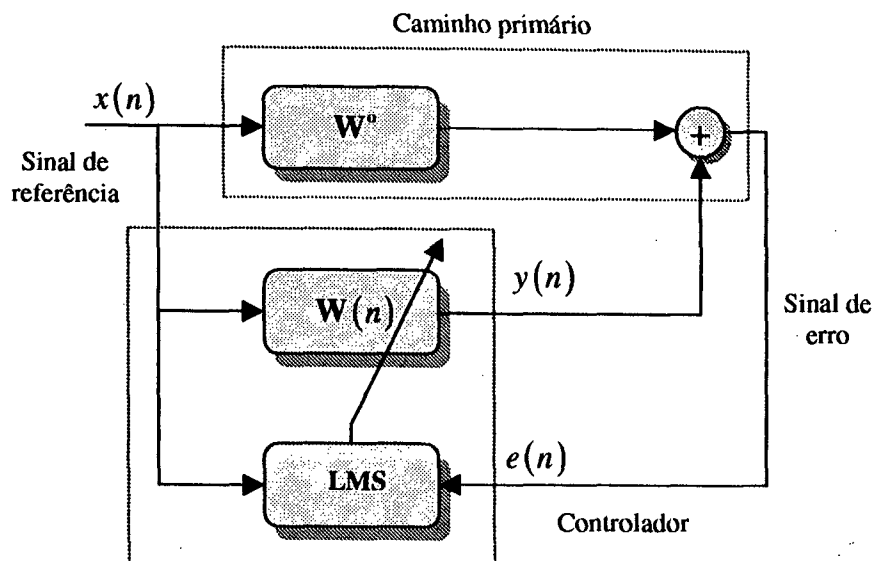 Caminho primário
x(n)
W°
+
Sinal de
referência
W(n)
y(n)
Sinal de
erro
LMS
e(n)
Controlador